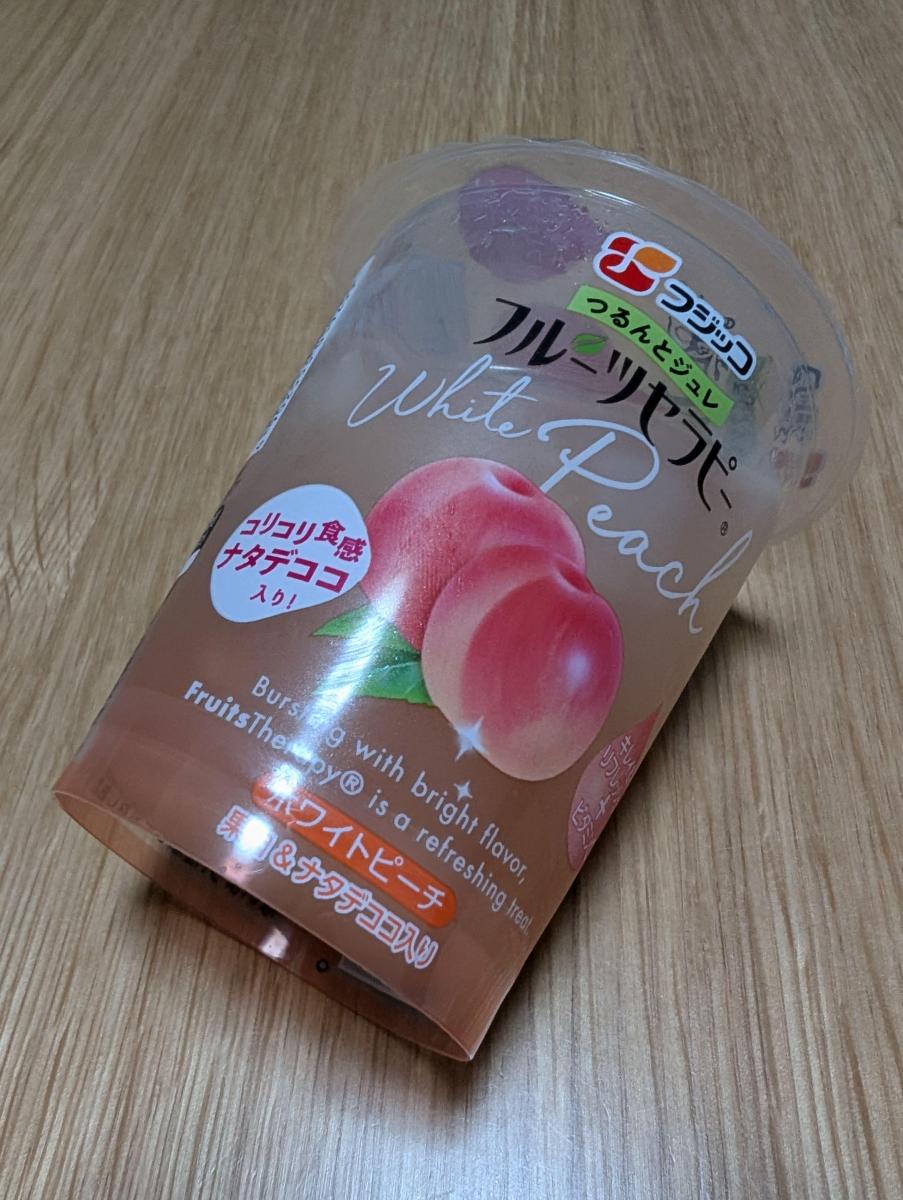 フジッコ
つるんとジュレ
フルーツセラピー®
White Peach
コリコリ食感
ナタデココ
入り!
Bursting with bright flavor,
FruitsTherapy® is a refreshing treat.
ホワイトピーチ
果肉&ナタデココ入り